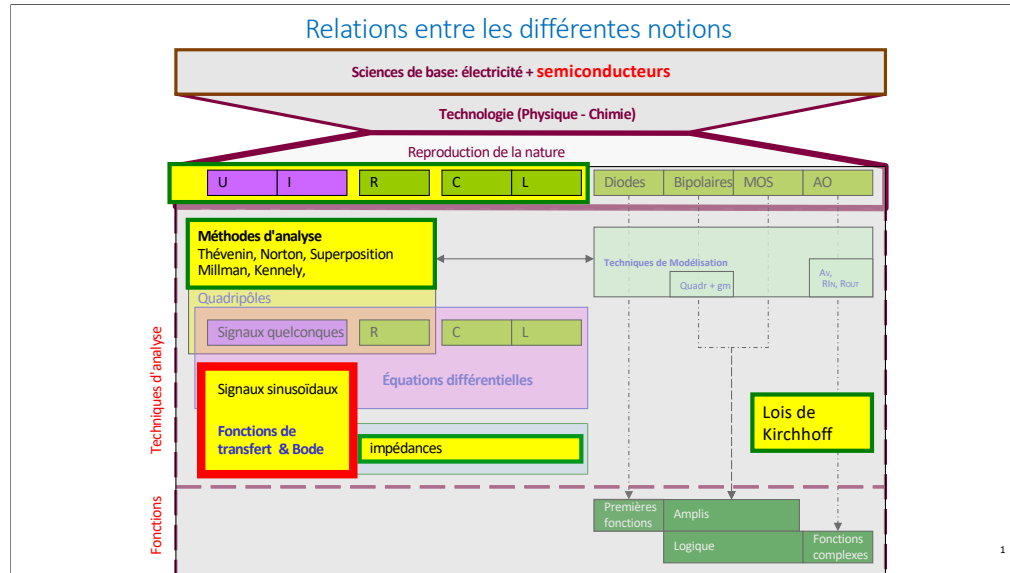 Relations entre les différentes notions
Sciences de base: électricité + semiconducteurs
Technologie (Physique - Chimie)
Reproduction de la nature
U I R C L Diodes Bipolaires MOS AO
Méthodes d'analyse
Thévenin, Norton, Superposition
Millman, Kennely,
Techniques de Modélisation
Quadr + gm
Av,
RIN, ROUT
Quadripôles
Signaux quelconques R C L
Équations différentielles
Techniques d'analyse
Signaux sinusoïdaux
Fonctions de
transfert & Bode
impédances
Lois de
Kirchhoff
Fonctions
Premières
fonctions
Amplis
Logique
Fonctions
complexes
1